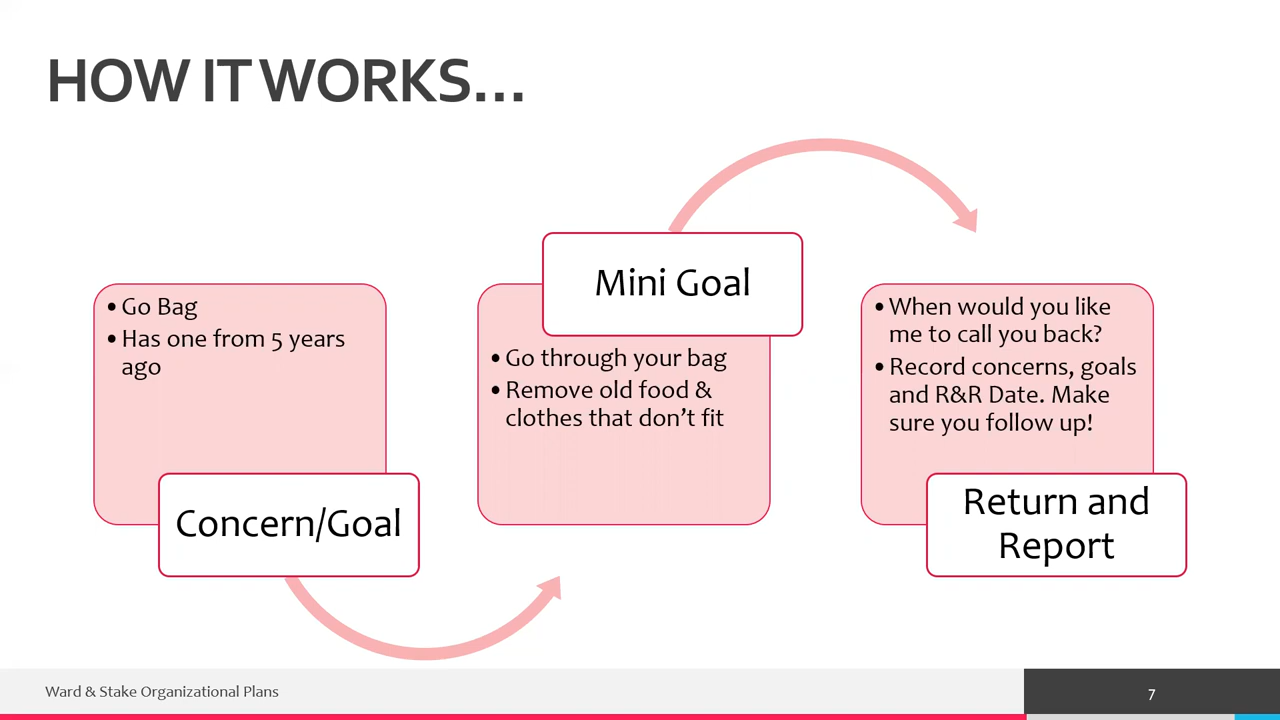 HOW IT WORKS...
• Go Bag
• Has one from 5 years
ago
Concern/Goal
Mini Goal
• Go through your bag
• Remove old food &
clothes that don’t fit
• When would you like
me to call you back?
• Record concerns, goals
and R&R Date. Make
sure you follow up!
Return and
Report
Ward & Stake Organizational Plans
7